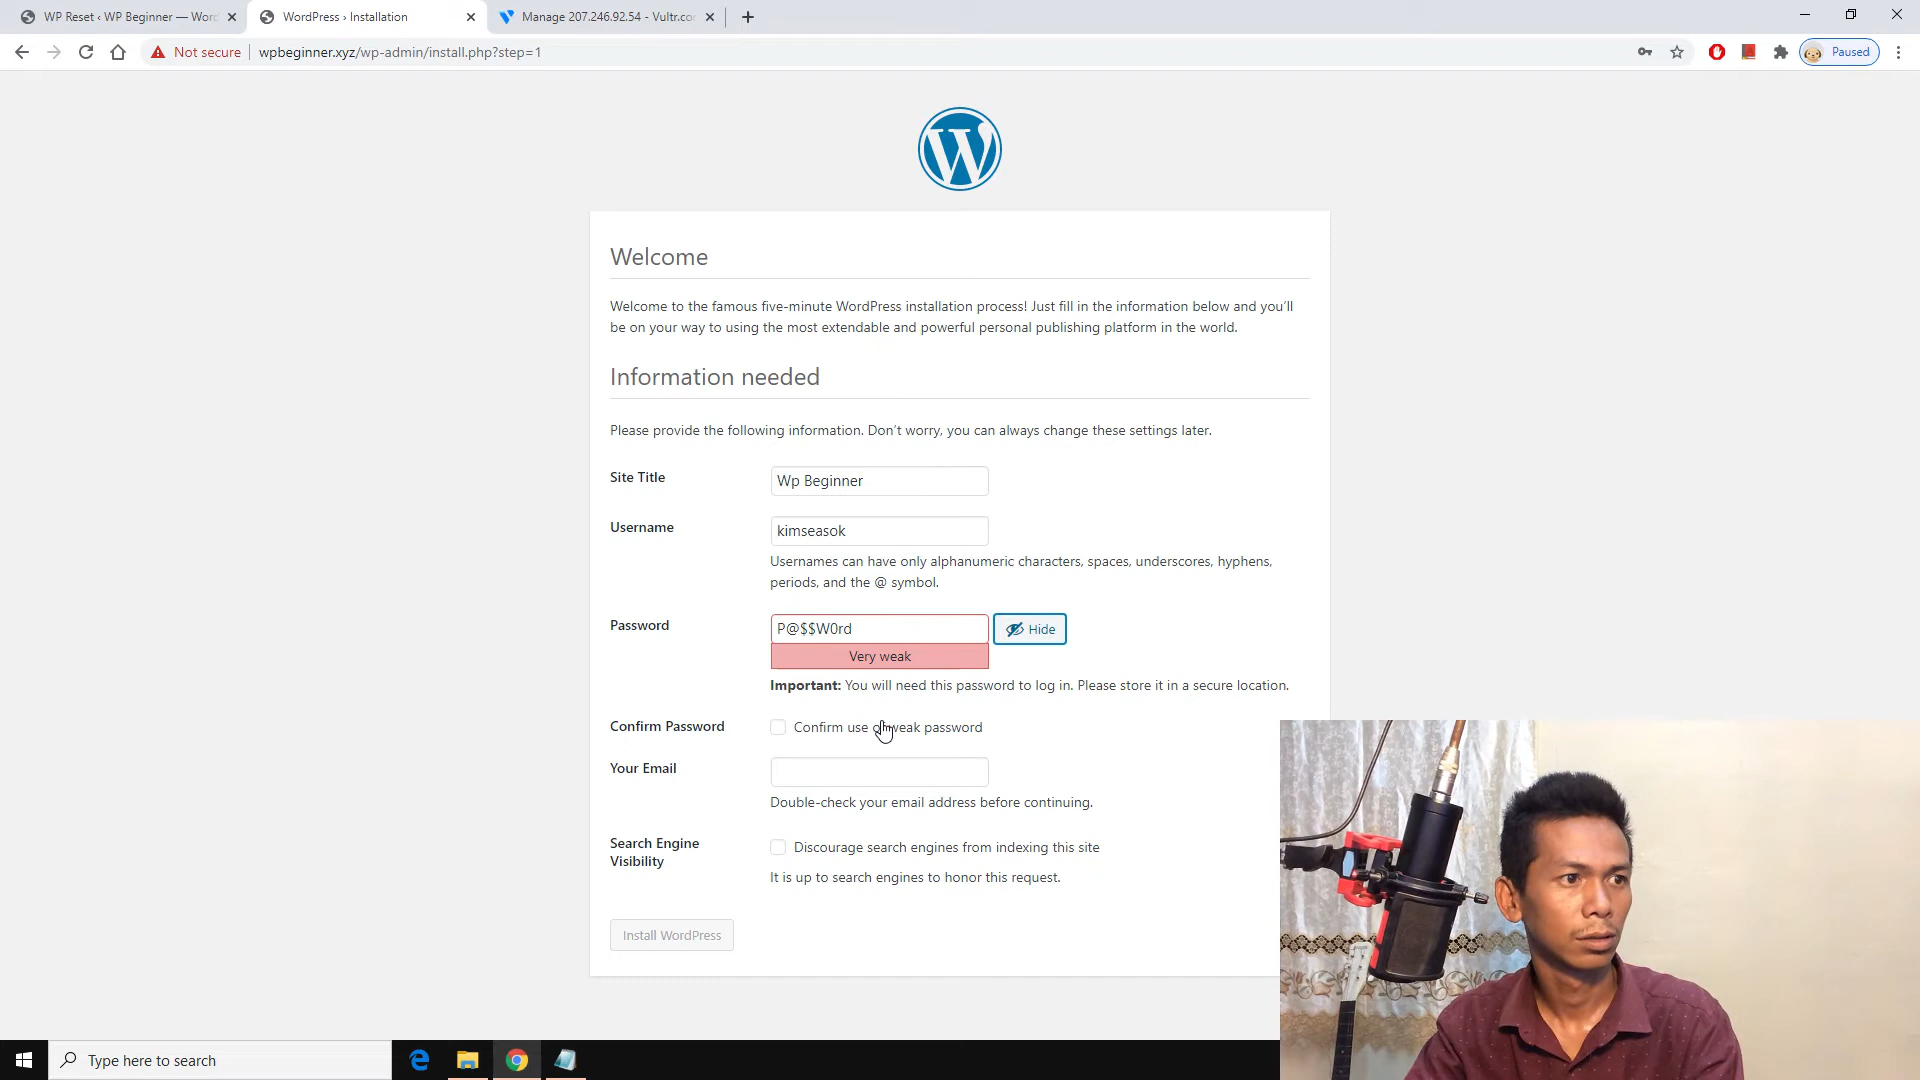 WP Reset ‹ WP Beginner — Word
WordPress › Installation
Manage 207.246.92.54 - Vultr.co
Not secure
wpbeginner.xyz/wp-admin/install.php?step=1
Paused
Welcome
Welcome to the famous five-minute WordPress installation process! Just fill in the information below and you’ll
be on your way to using the most extendable and powerful personal publishing platform in the world.
Information needed
Please provide the following information. Don’t worry, you can always change these settings later.
Site Title
Wp Beginner
Username
kimseasok
Usernames can have only alphanumeric characters, spaces, underscores, hyphens,
periods, and the @ symbol.
Password
P@$$W0rd
Hide
Very weak
Important: You will need this password to log in. Please store it in a secure location.
Confirm Password
Confirm use of weak password
Your Email
Double-check your email address before continuing.
Search Engine
Visibility
Discourage search engines from indexing this site
It is up to search engines to honor this request.
Install WordPress
Type here to search